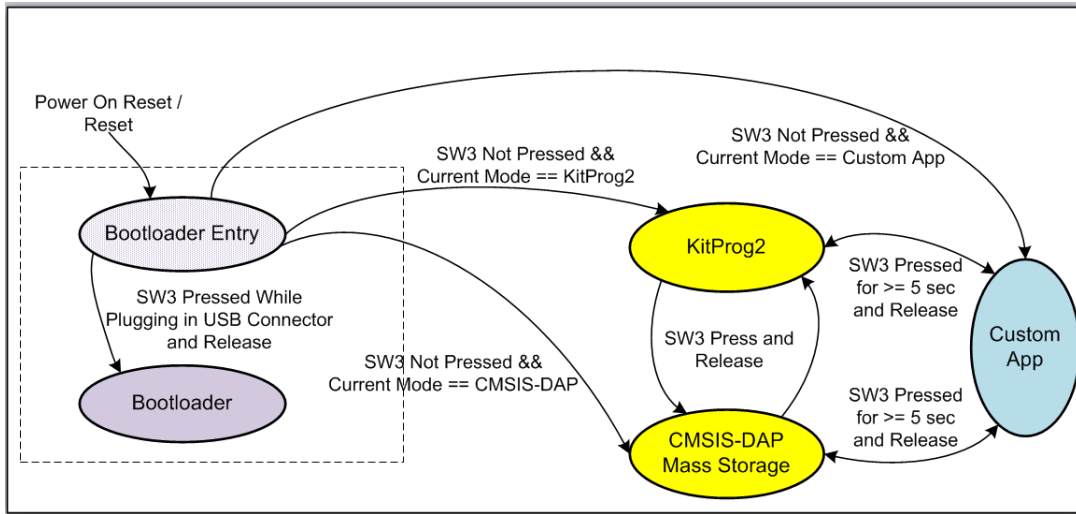 Power On Reset /
Reset
SW3 Not Pressed &&
Current Mode == KitProg2
SW3 Not Pressed &&
Current Mode == Custom App
Bootloader Entry
KitProg2
SW3 Pressed
for >= 5 sec
and Release
SW3 Pressed While
Plugging in USB Connector
and Release
SW3 Press and
Release
Custom
App
SW3 Not Pressed &&
Current Mode == CMSIS-DAP
Bootloader
SW3 Pressed
for >= 5 sec
and Release
CMSIS-DAP
Mass Storage